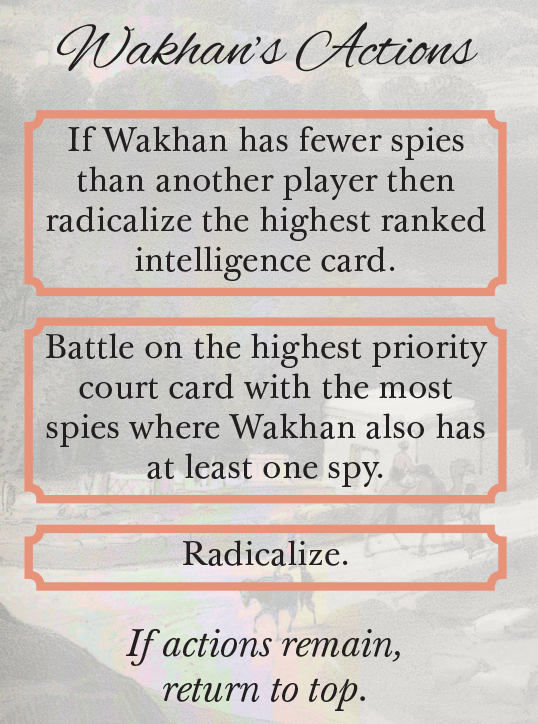 Wakhan's Actions
If Wakhan has fewer spies
than another player then
radicalize the highest ranked
intelligence card.
Battle on the highest priority
court card with the most
spies where Wakhan also has
at least one spy.
Radicalize.
If actions remain,
return to top.